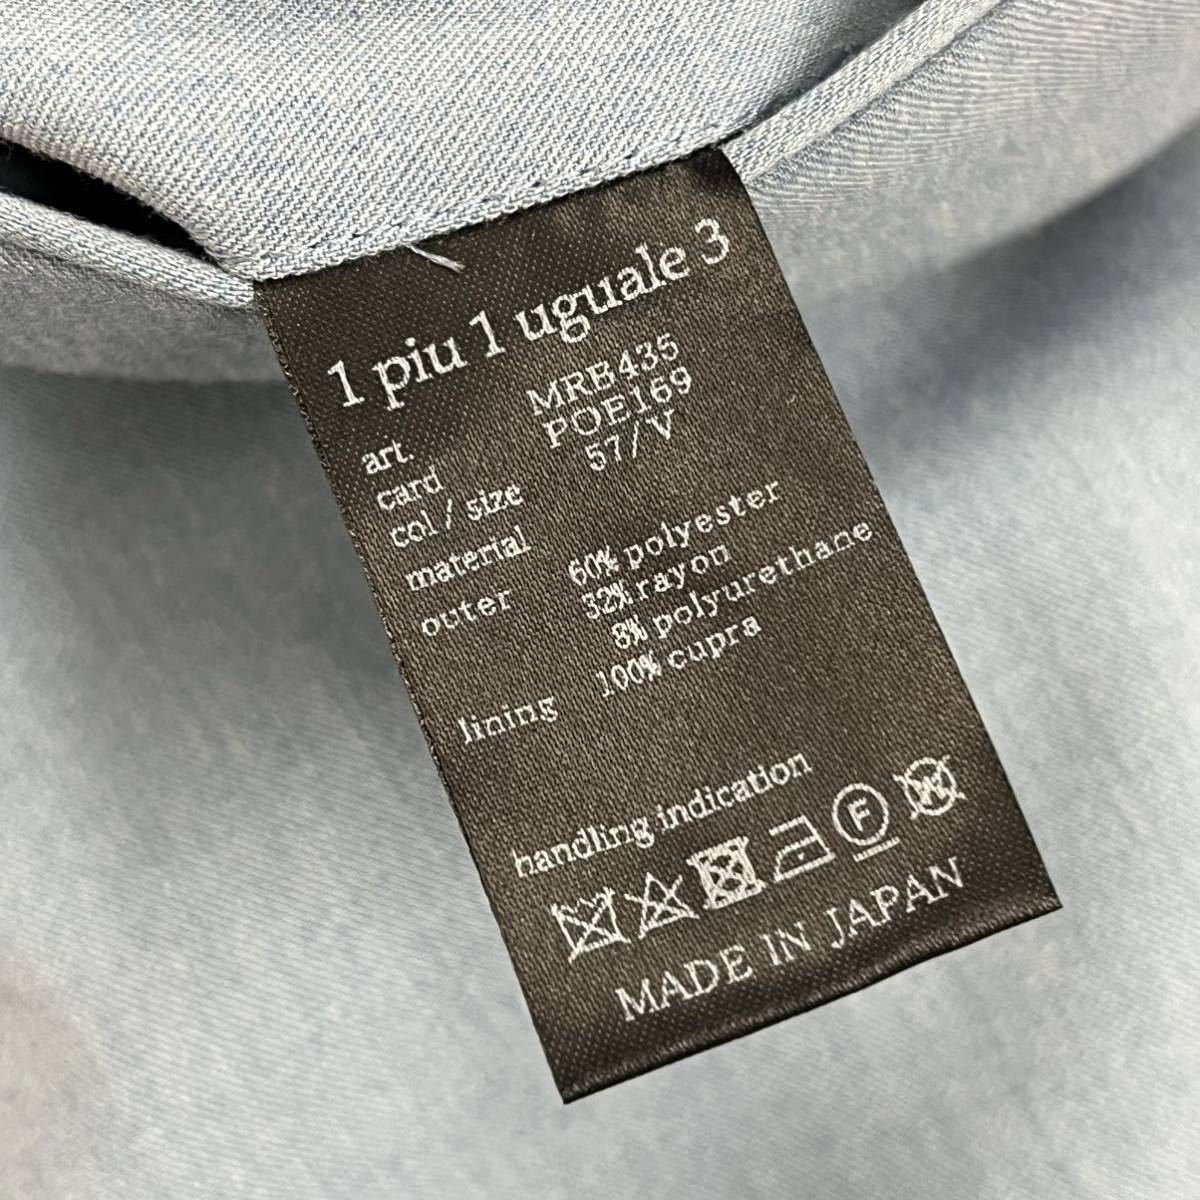 1 piu 1 uguale 3
art. MRB435
card POE169
col / size 57/V
material
outer 60% polyester
32% rayon
8% polyurethane
lining 100% cupra
handling indication
F
W
MADE IN JAPAN